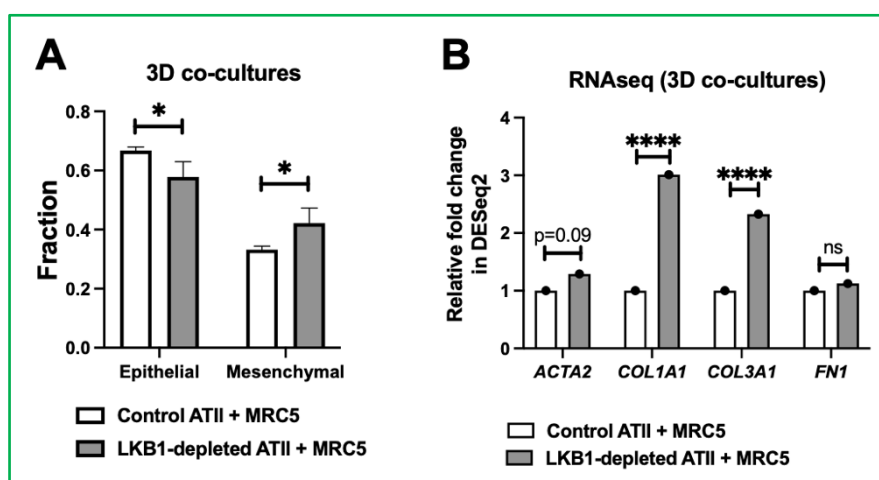 A
3D co-cultures
Fraction
0.8
0.6
0.4
0.2
0.0
*
*
Epithelial
Mesenchymal
Control ATII + MRC5
LKB1-depleted ATII + MRC5
B
RNAseq (3D co-cultures)
Relative fold change
in DESeq2
4
3
2
1
0
p=0.09
****
****
ns
ACTA2
COL1A1
COL3A1
FN1
Control ATII + MRC5
LKB1-depleted ATII + MRC5